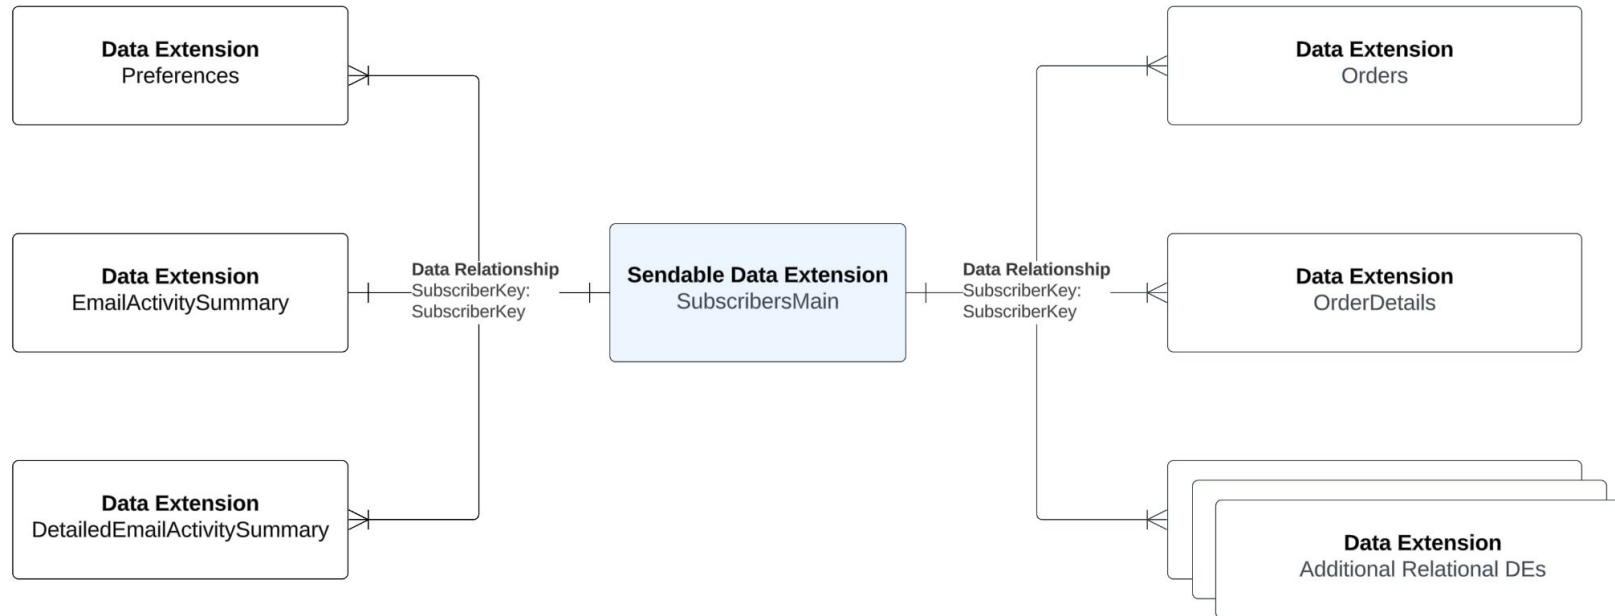 Data Extension
Preferences
Data Extension
EmailActivitySummary
Data Extension
DetailedEmailActivitySummary
Data Relationship
SubscriberKey:
SubscriberKey
Sendable Data Extension
SubscribersMain
Data Relationship
SubscriberKey:
SubscriberKey
Data Extension
Orders
Data Extension
OrderDetails
Data Extension
Additional Relational DEs